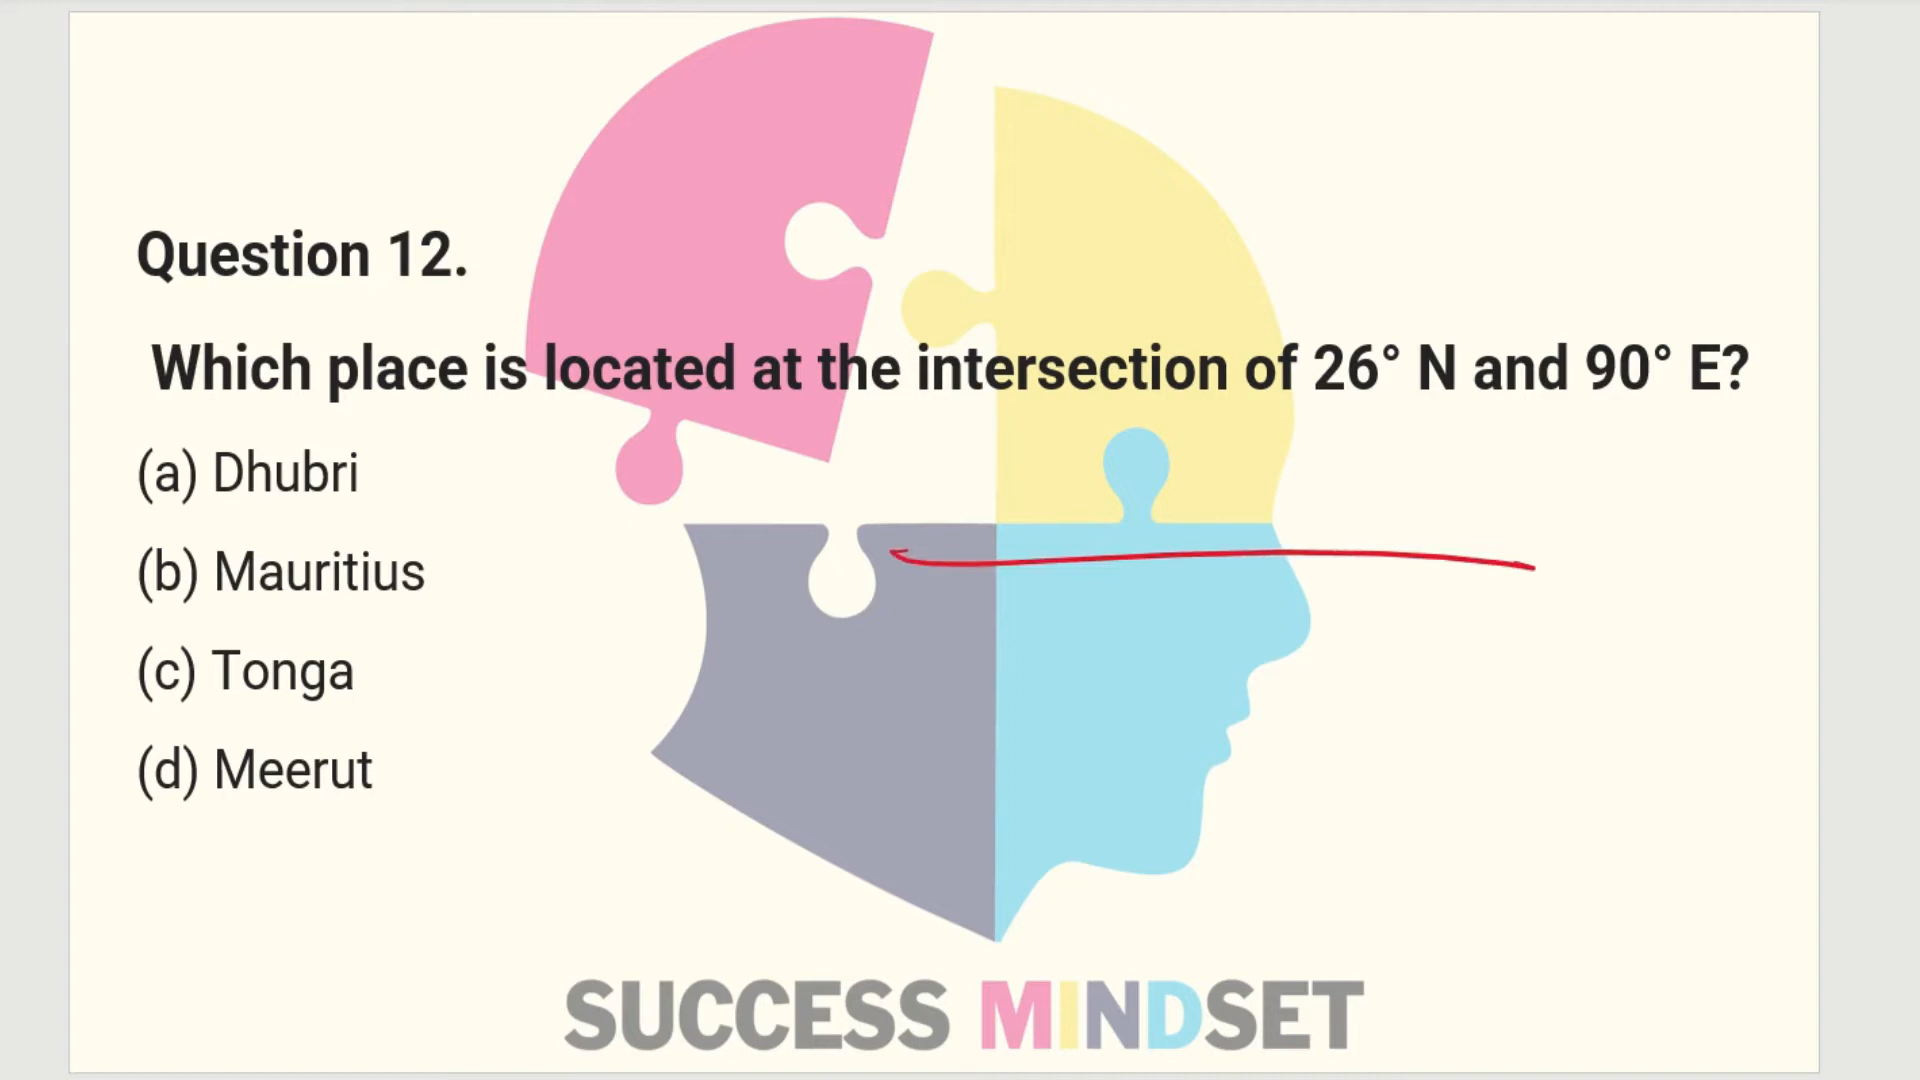 Question 12.
Which place is located at the intersection of 26° N and 90° E?
(a) Dhubri
(b) Mauritius
(c) Tonga
(d) Meerut
SUCCESS MINDSET